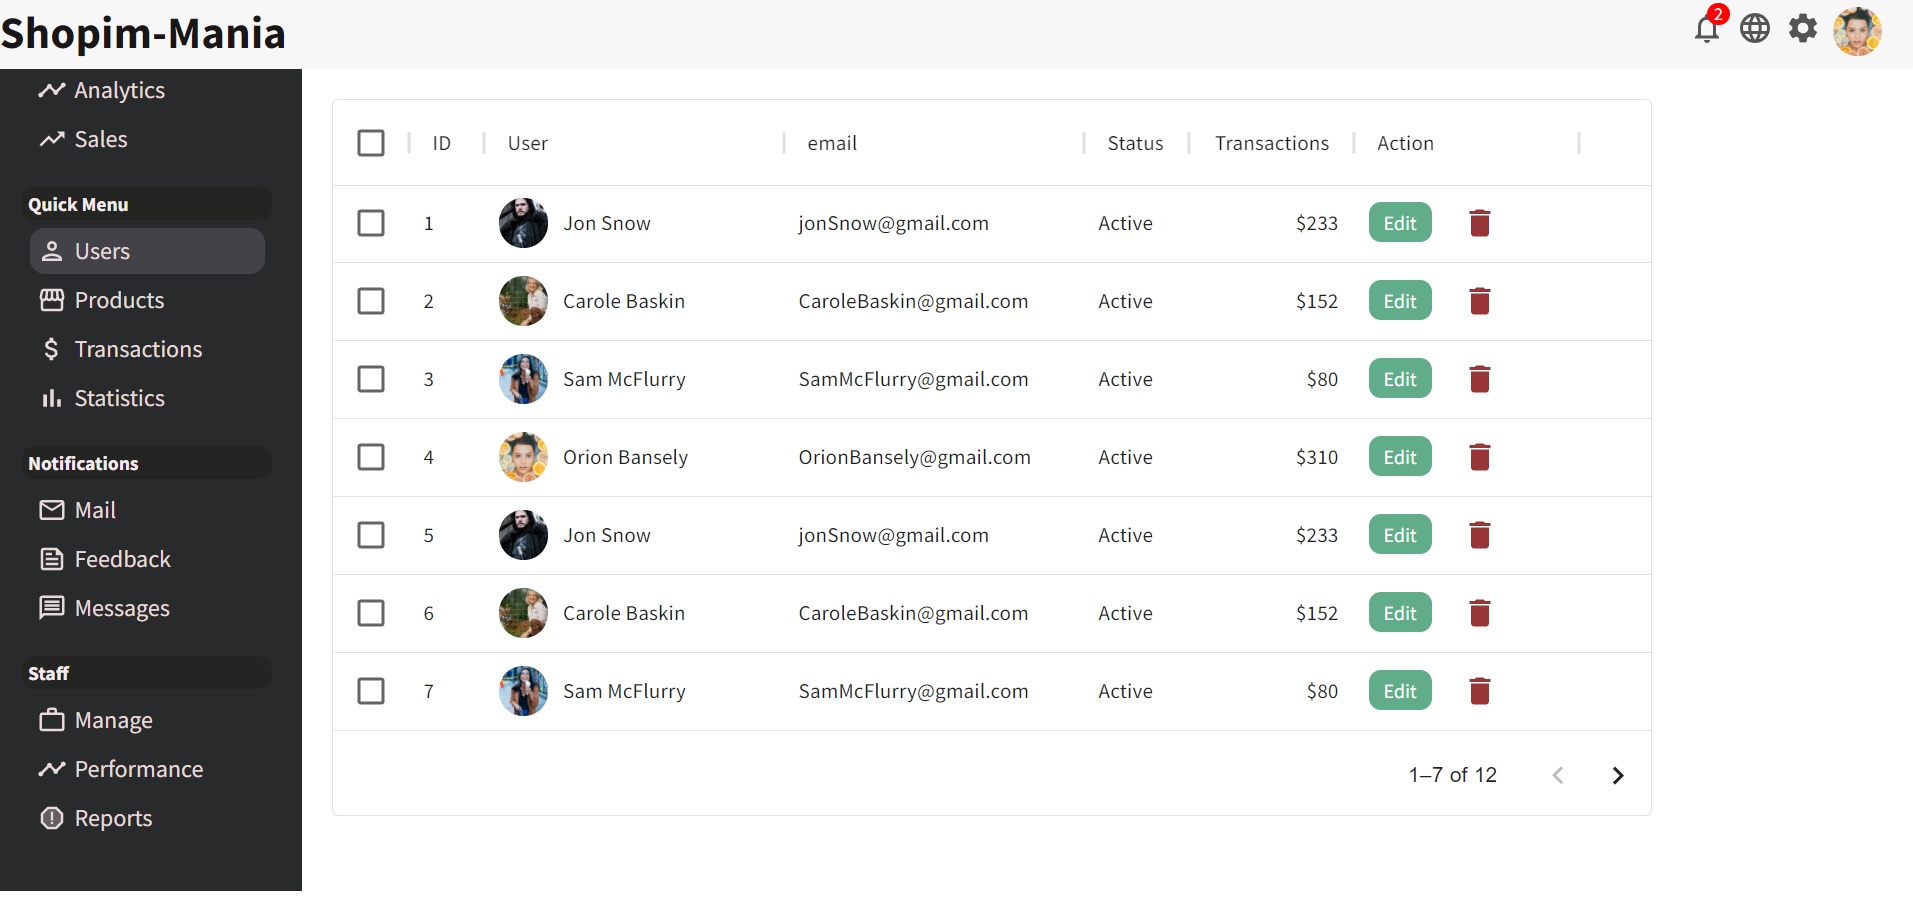 Shopim-Mania
2
Analytics
Sales
Quick Menu
Users
Products
Transactions
Statistics
Notifications
Mail
Feedback
Messages
Staff
Manage
Performance
Reports
ID User email Status Transactions Action
1 Jon Snow jonSnow@gmail.com Active $233 Edit
2 Carole Baskin CaroleBaskin@gmail.com Active $152 Edit
3 Sam McFlurry SamMcFlurry@gmail.com Active $80 Edit
4 Orion Bansely OrionBansely@gmail.com Active $310 Edit
5 Jon Snow jonSnow@gmail.com Active $233 Edit
6 Carole Baskin CaroleBaskin@gmail.com Active $152 Edit
7 Sam McFlurry SamMcFlurry@gmail.com Active $80 Edit
1–7 of 12